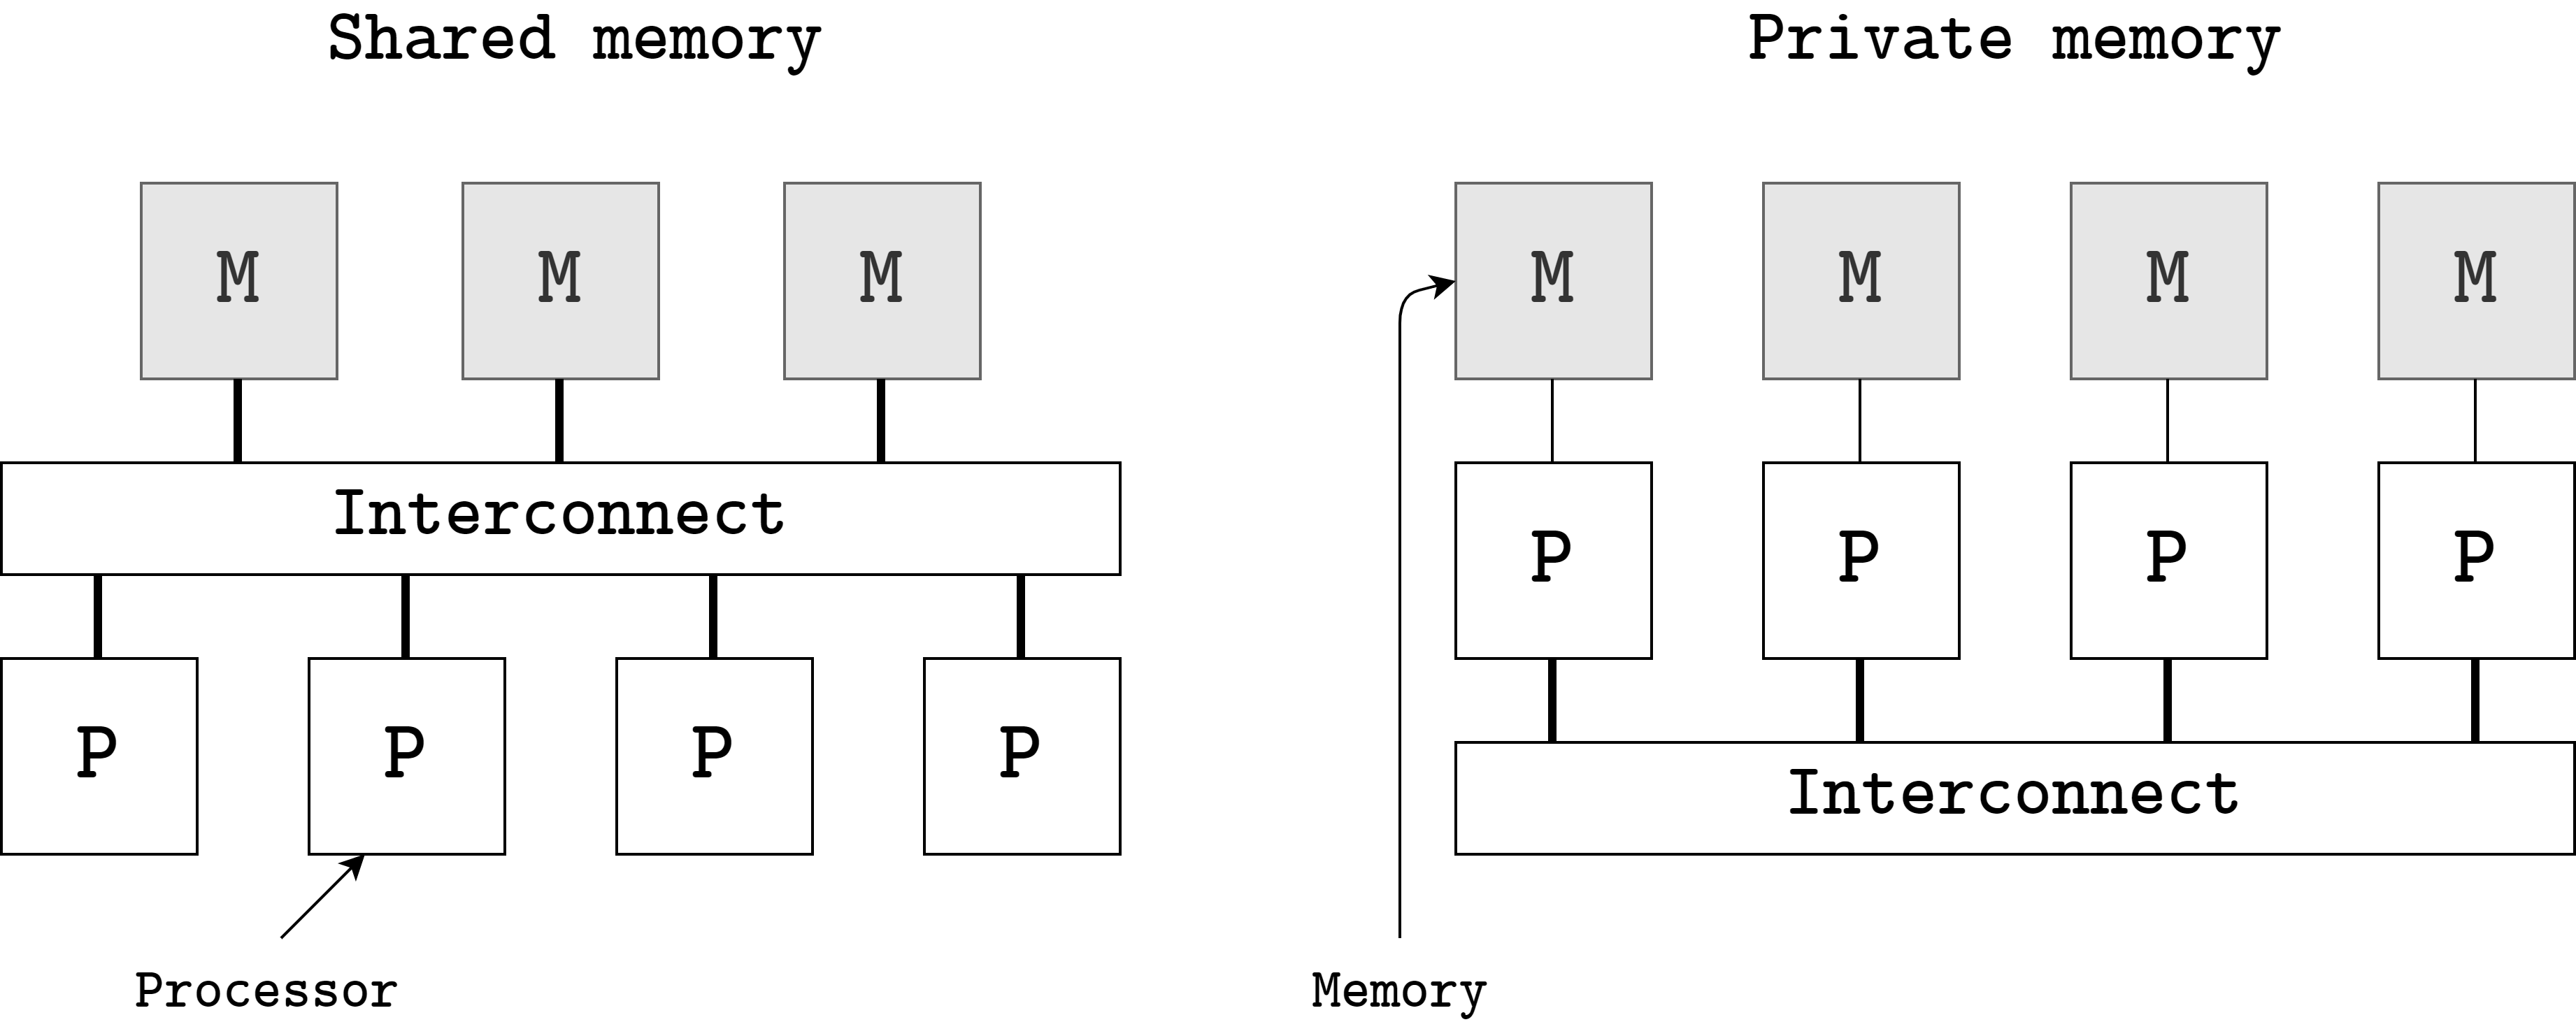 Shared memory
M M M
Interconnect
P P P P
Processor
Private memory
M M M M
P P P P
Interconnect
Memory